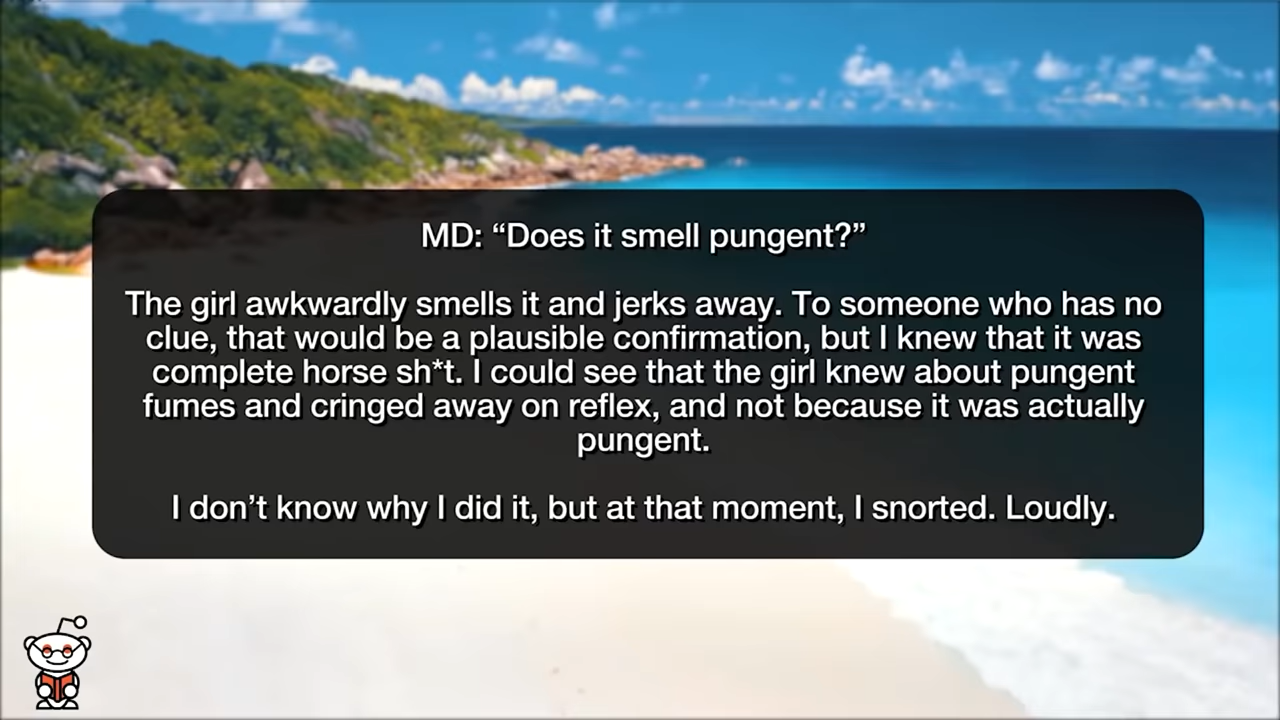 MD: “Does it smell pungent?”
The girl awkwardly smells it and jerks away. To someone who has no
clue, that would be a plausible confirmation, but I knew that it was
complete horse sh*t. I could see that the girl knew about pungent
fumes and cringed away on reflex, and not because it was actually
pungent.
I don’t know why I did it, but at that moment, I snorted. Loudly.